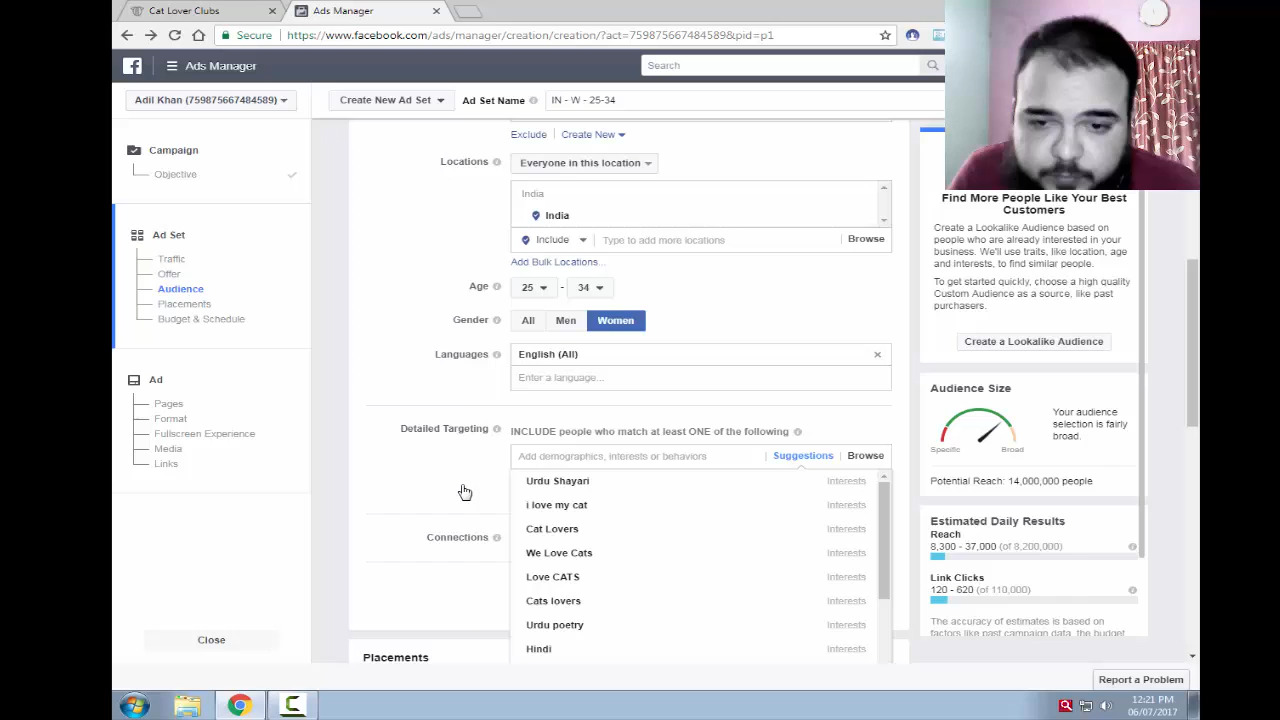 Cat Lover Clubs
Ads Manager
Secure https://www.facebook.com/ads/manager/creation/creation/?act=759875667484589&pid=p1
Ads Manager
Search
Adil Khan (759875667484589)
Create New Ad Set
Ad Set Name
IN - W - 25-34
Campaign
Objective
Ad Set
Traffic
Offer
Audience
Placements
Budget & Schedule
Ad
Pages
Format
Fullscreen Experience
Media
Links
Close
Exclude
Create New
Locations
Everyone in this location
India
India
Include
Type to add more locations
Browse
Add Bulk Locations...
Age
25 - 34
Gender
All
Men
Women
Languages
English (All)
Enter a language...
Detailed Targeting
INCLUDE people who match at least ONE of the following
Add demographics, interests or behaviors
Suggestions
Browse
Urdu Shayari Interests
i love my cat Interests
Cat Lovers Interests
We Love Cats Interests
Love CATS Interests
Cats lovers Interests
Urdu poetry Interests
Hindi Interests
Connections
Placements
Find More People Like Your Best
Customers
Create a Lookalike Audience based on
people who are already interested in your
business. We'll use traits, like location, age
and interests, to find similar people.
To get started quickly, choose a high quality
Custom Audience as a source, like past
purchasers.
Create a Lookalike Audience
Audience Size
Specific
Broad
Your audience
selection is fairly
broad.
Potential Reach: 14,000,000 people
Estimated Daily Results
Reach
8,300 - 37,000 (of 8,200,000)
Link Clicks
120 - 620 (of 110,000)
The accuracy of estimates is based on
factors like past campaign data, the budget
Report a Problem
12:21 PM
06/07/2017